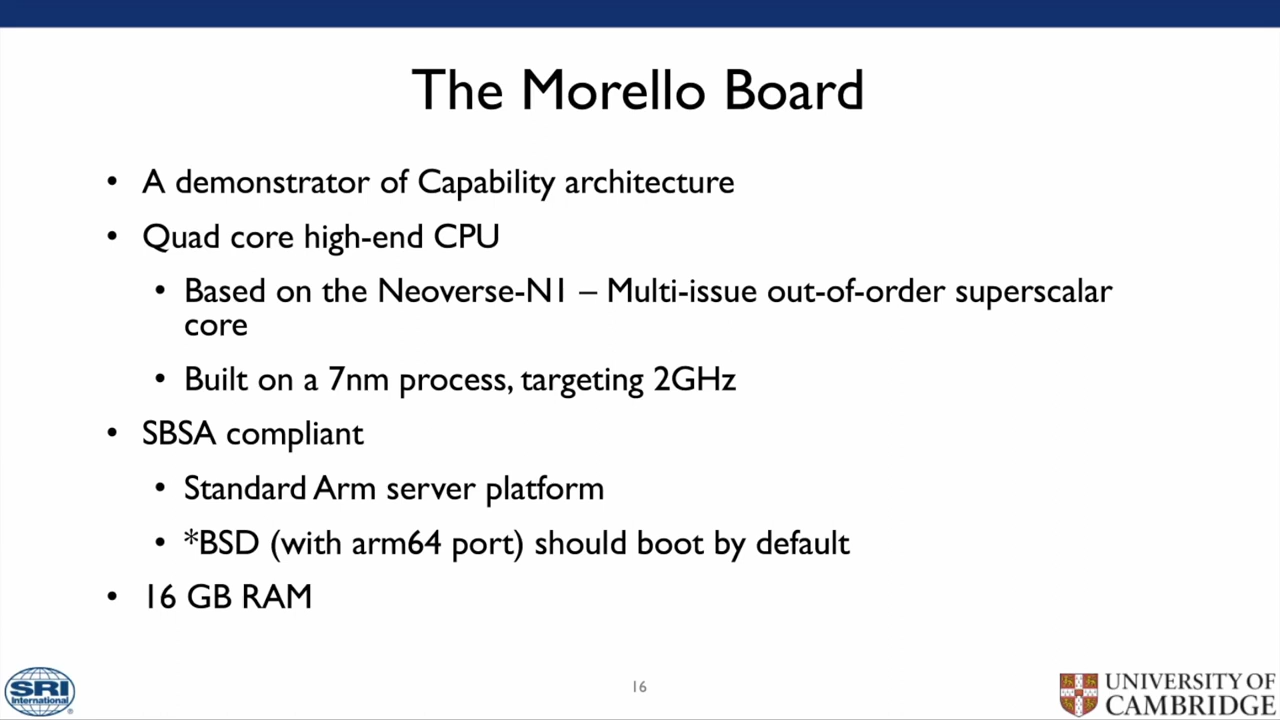 The Morello Board
• A demonstrator of Capability architecture
• Quad core high-end CPU
• Based on the Neoverse-N1 – Multi-issue out-of-order superscalar
core
• Built on a 7nm process, targeting 2GHz
• SBSA compliant
• Standard Arm server platform
• *BSD (with arm64 port) should boot by default
• 16 GB RAM
SRI
International
16
UNIVERSITY OF
CAMBRIDGE